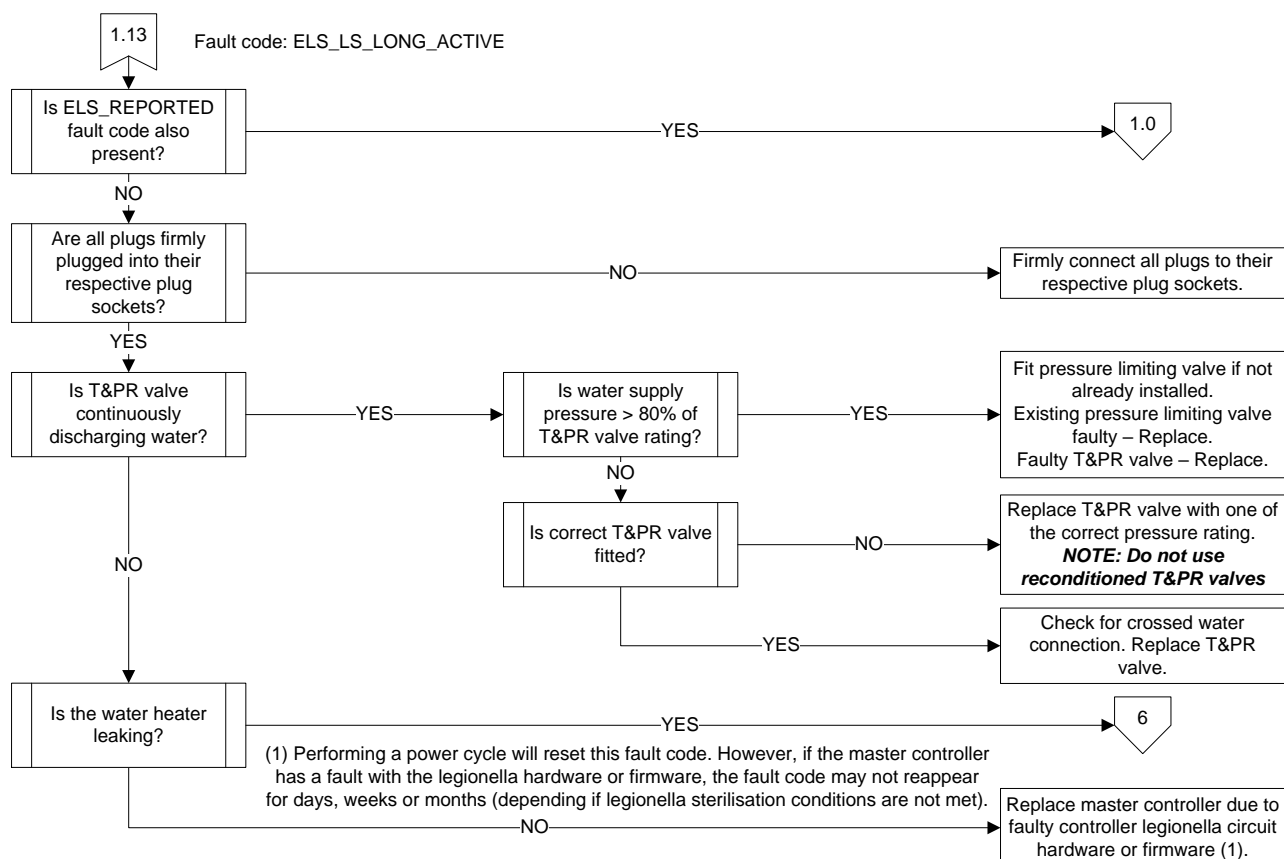 1.13
Fault code: ELS_LS_LONG_ACTIVE
Is ELS_REPORTED
fault code also
present?
YES
1.0
NO
Are all plugs firmly
plugged into their
respective plug
sockets?
NO
Firmly connect all plugs to their
respective plug sockets.
YES
Is T&PR valve
continuously
discharging water?
YES
Is water supply
pressure > 80% of
T&PR valve rating?
YES
Fit pressure limiting valve if not
already installed.
Existing pressure limiting valve
faulty – Replace.
Faulty T&PR valve – Replace.
NO
Is correct T&PR valve
fitted?
NO
Replace T&PR valve with one of
the correct pressure rating.
NOTE: Do not use
reconditioned T&PR valves
YES
Check for crossed water
connection. Replace T&PR
valve.
NO
Is the water heater
leaking?
YES
6
(1) Performing a power cycle will reset this fault code. However, if the master controller
has a fault with the legionella hardware or firmware, the fault code may not reappear
for days, weeks or months (depending if legionella sterilisation conditions are not met).
NO
Replace master controller due to
faulty controller legionella circuit
hardware or firmware (1).